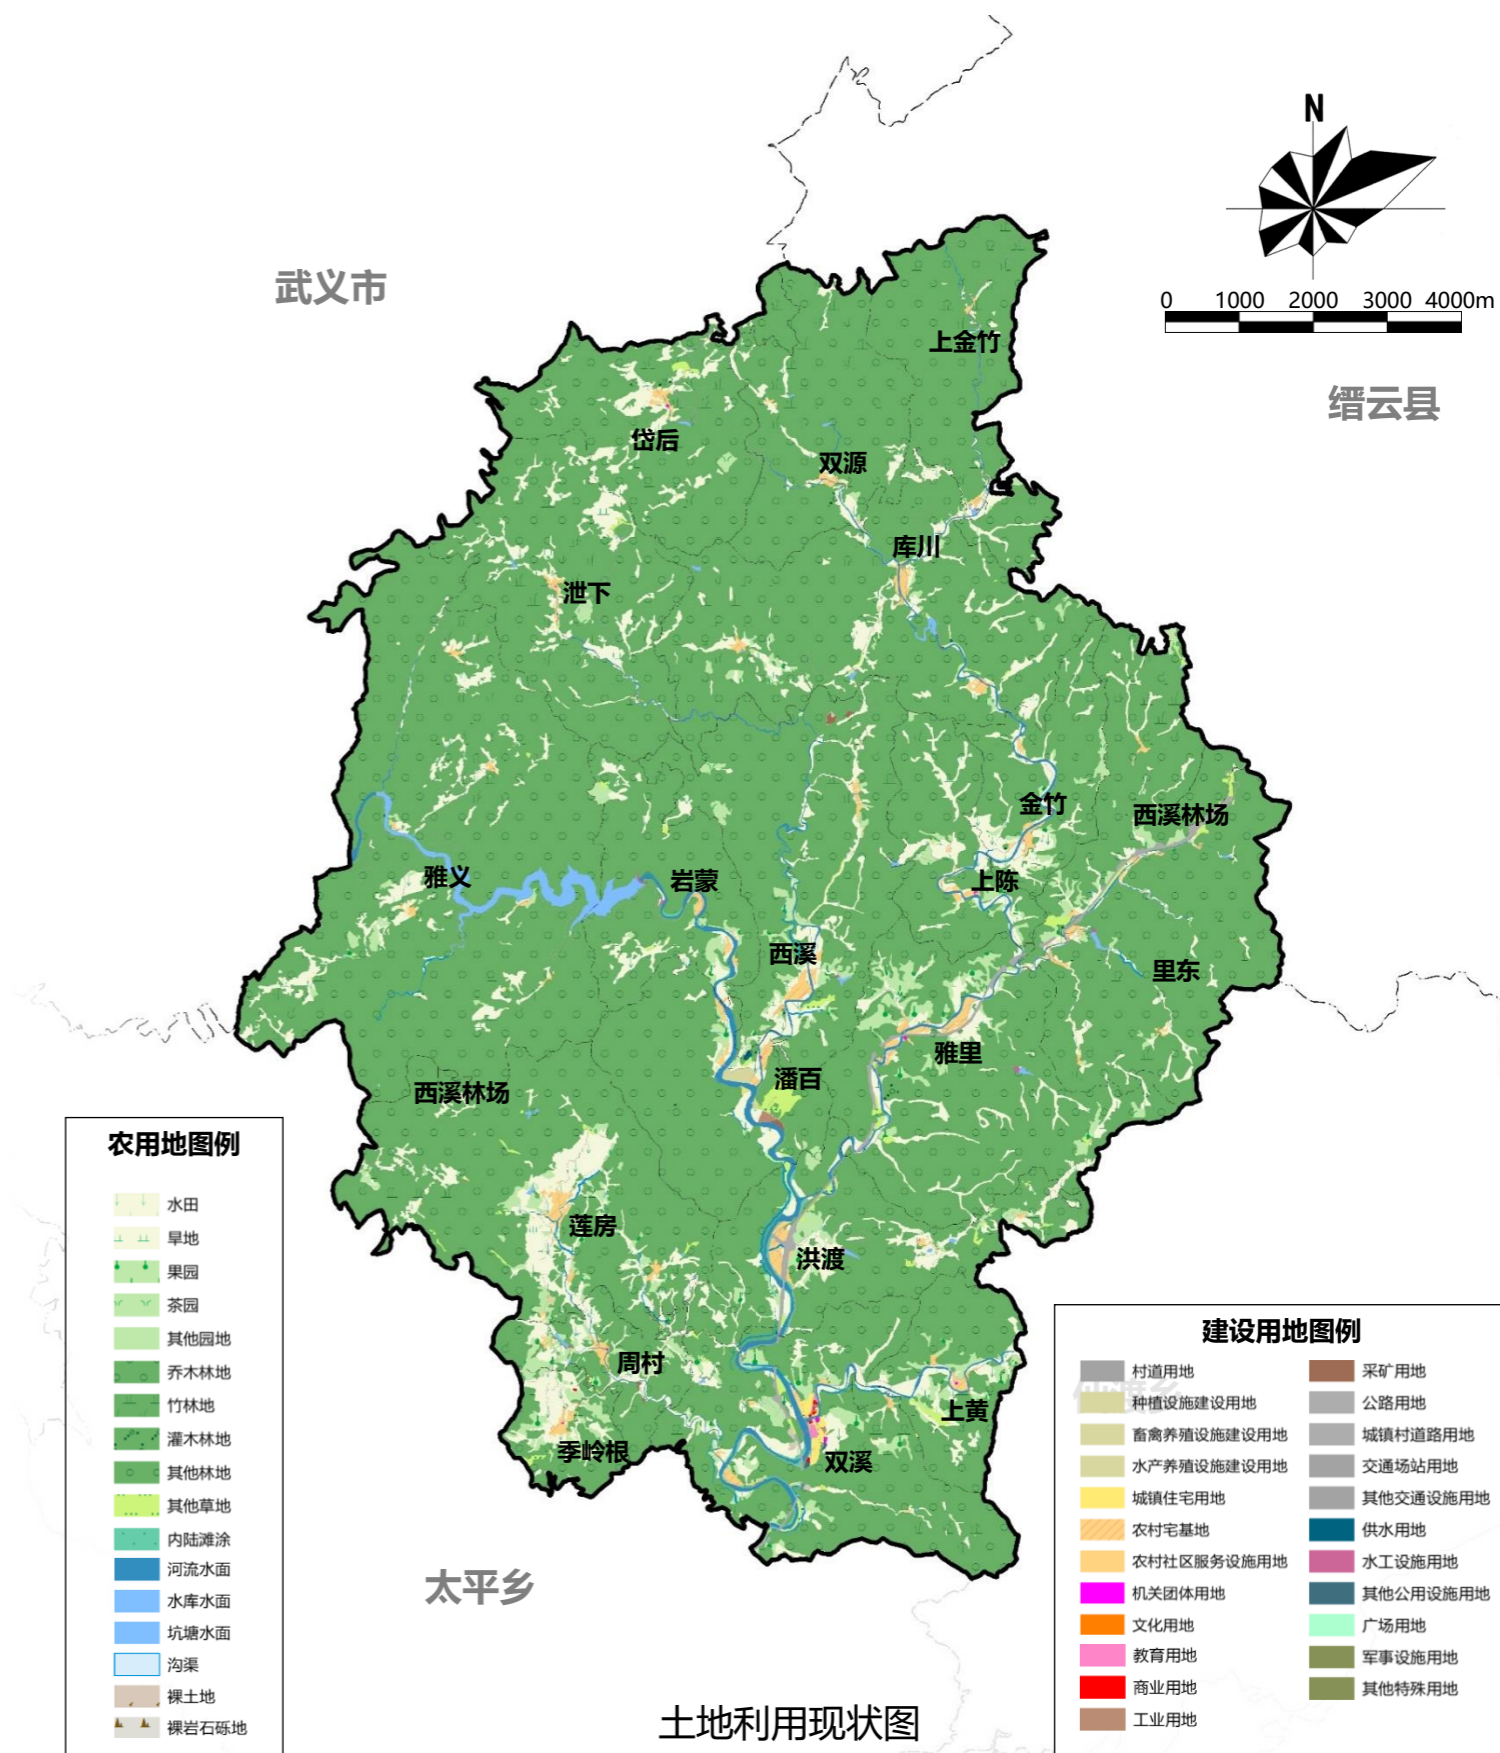 N
0 1000 2000 3000 4000m
武义市
缙云县
上金竹
岱后
双源
库川
泄下
金竹
西溪林场
雅义
岩蒙
上陈
西溪
里东
雅里
潘百
西溪林场
莲房
洪渡
周村
上黄
季岭根
双溪
太平乡
农用地图例
水田
旱地
果园
茶园
其他园地
乔木林地
竹林地
灌木林地
其他林地
其他草地
内陆滩涂
河流水面
水库水面
坑塘水面
沟渠
裸土地
裸岩石砾地
建设用地图例
村道用地
种植设施建设用地
畜禽养殖设施建设用地
水产养殖设施建设用地
城镇住宅用地
农村宅基地
农村社区服务设施用地
机关团体用地
文化用地
教育用地
商业用地
工业用地
采矿用地
公路用地
城镇村道路用地
交通场站用地
其他交通设施用地
供水用地
水工设施用地
其他公用设施用地
广场用地
军事设施用地
其他特殊用地
土地利用现状图